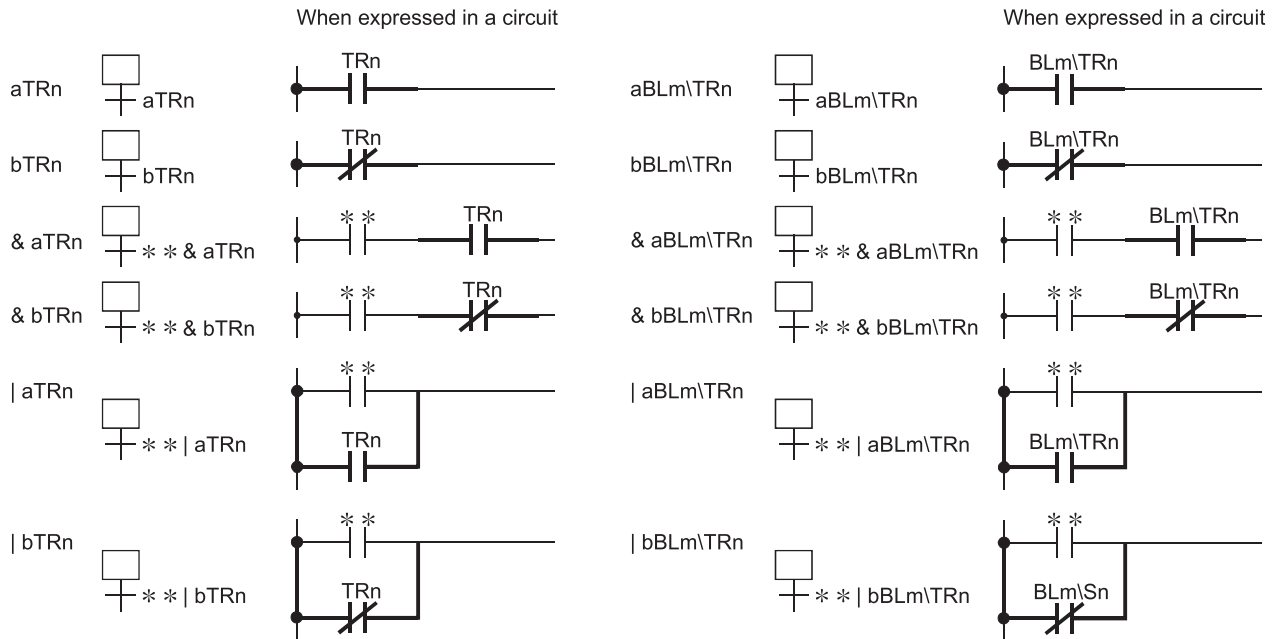 When expressed in a circuit
aTRn
aTRn
TRn
bTRn
bTRn
TRn
& aTRn
** & aTRn
**
TRn
& bTRn
** & bTRn
**
TRn
| aTRn
** | aTRn
**
TRn
| bTRn
** | bTRn
**
TRn
When expressed in a circuit
aBLm\TRn
aBLm\TRn
BLm\TRn
bBLm\TRn
bBLm\TRn
BLm\TRn
& aBLm\TRn
** & aBLm\TRn
**
BLm\TRn
& bBLm\TRn
** & bBLm\TRn
**
BLm\TRn
| aBLm\TRn
** | aBLm\TRn
**
BLm\TRn
| bBLm\TRn
** | bBLm\TRn
**
BLm\Sn